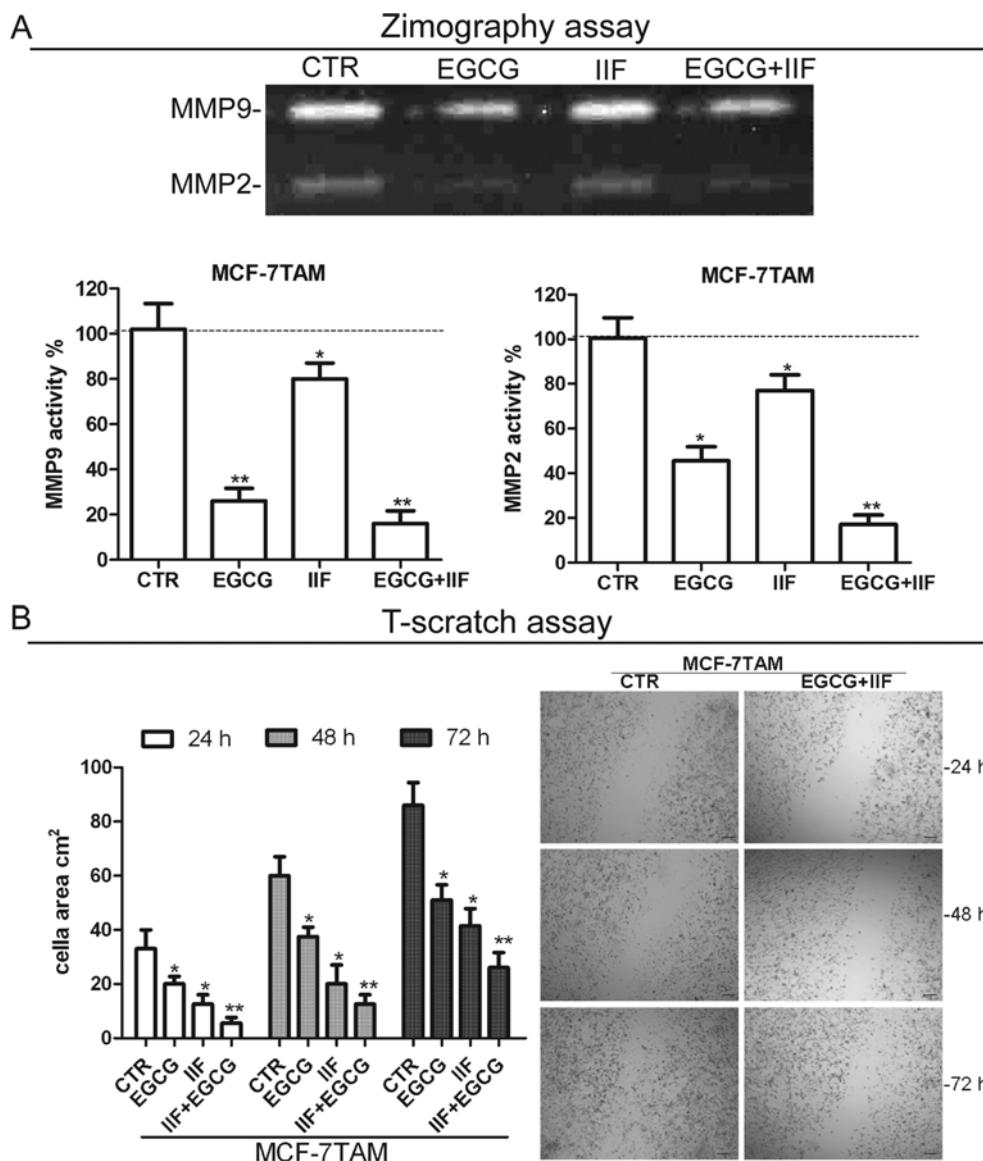 A
Zimography assay
CTR EGCG IIF EGCG+IIF
MMP9-
MMP2-
MCF-7TAM
MMP9 activity %
120
100
80
60
40
20
0
**
*
**
CTR EGCG IIF EGCG+IIF
MCF-7TAM
MMP2 activity %
120
100
80
60
40
20
0
*
*
**
CTR EGCG IIF EGCG+IIF
B
T-scratch assay
24 h 48 h 72 h
cella area cm²
100
80
60
40
20
0
* * **
* * **
* * **
CTR EGCG IIF IIF+EGCG CTR EGCG IIF IIF+EGCG CTR EGCG IIF IIF+EGCG
MCF-7TAM
MCF-7TAM
CTR EGCG+IIF
-24 h
-48 h
-72 h